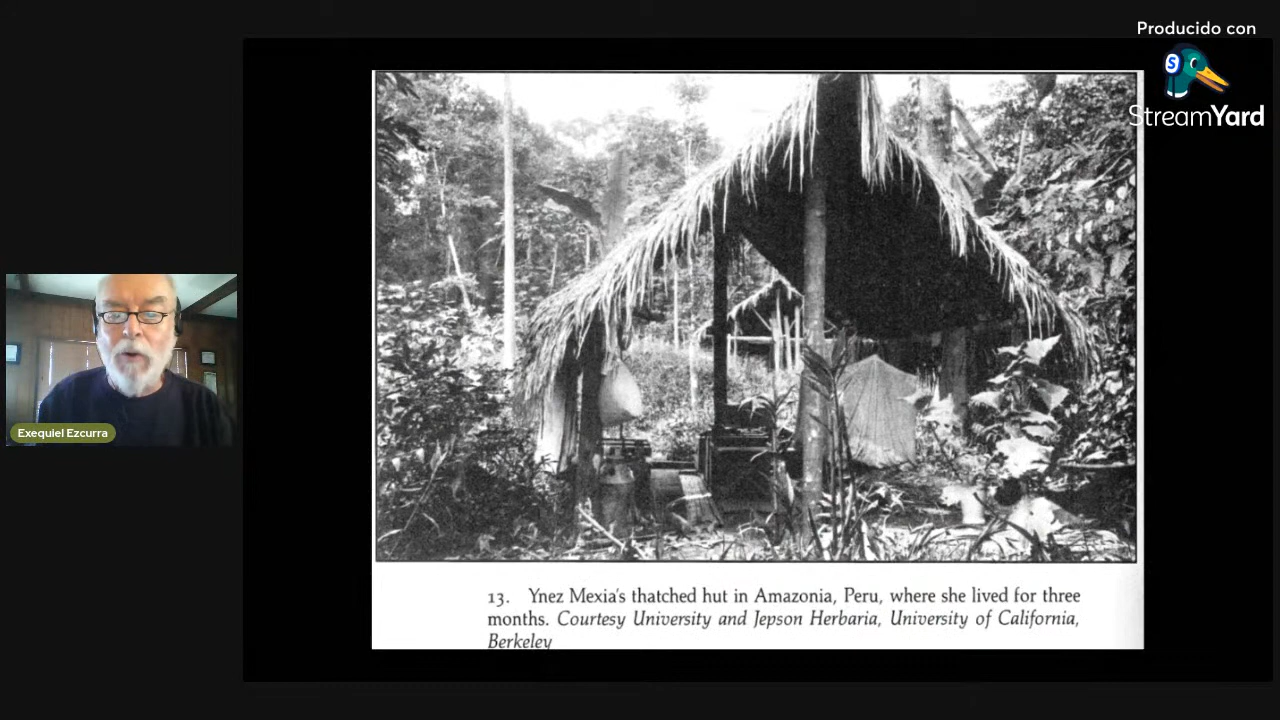 Producido con
StreamYard
Exequiel Ezcurra
13. Ynez Mexia's thatched hut in Amazonia, Peru, where she lived for three
months. Courtesy University and Jepson Herbaria, University of California,
Berkeley